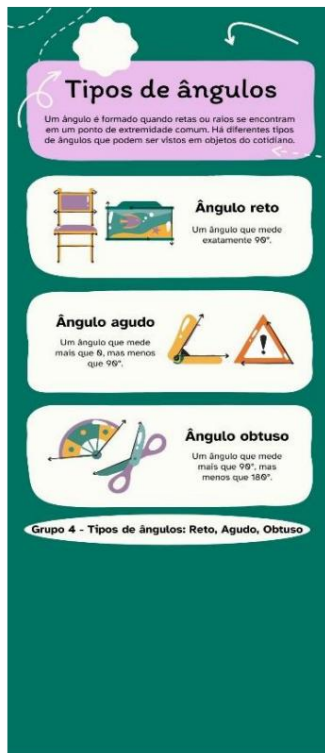 Tipos de ângulos
Um ângulo é formado quando retas ou raios se encontram
em um ponto de extremidade comum. Há diferentes tipos
de ângulos que podem ser vistos em objetos do cotidiano.
Ângulo reto
Um ângulo que mede
exatamente 90°.
Ângulo agudo
Um ângulo que mede
mais que 0, mas menos
que 90°.
Ângulo obtuso
Um ângulo que mede
mais que 90°, mas
menos que 180°.
Grupo 4 - Tipos de ângulos: Reto, Agudo, Obtuso